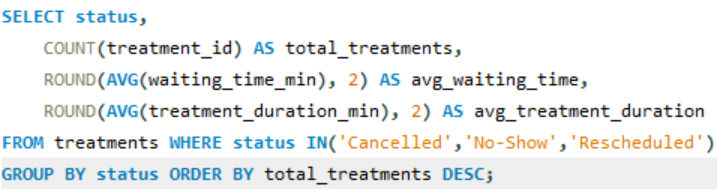 SELECT status,
COUNT(treatment_id) AS total_treatments,
ROUND(AVG(waiting_time_min), 2) AS avg_waiting_time,
ROUND(AVG(treatment_duration_min), 2) AS avg_treatment_duration
FROM treatments WHERE status IN('Cancelled','No-Show','Rescheduled')
GROUP BY status ORDER BY total_treatments DESC;